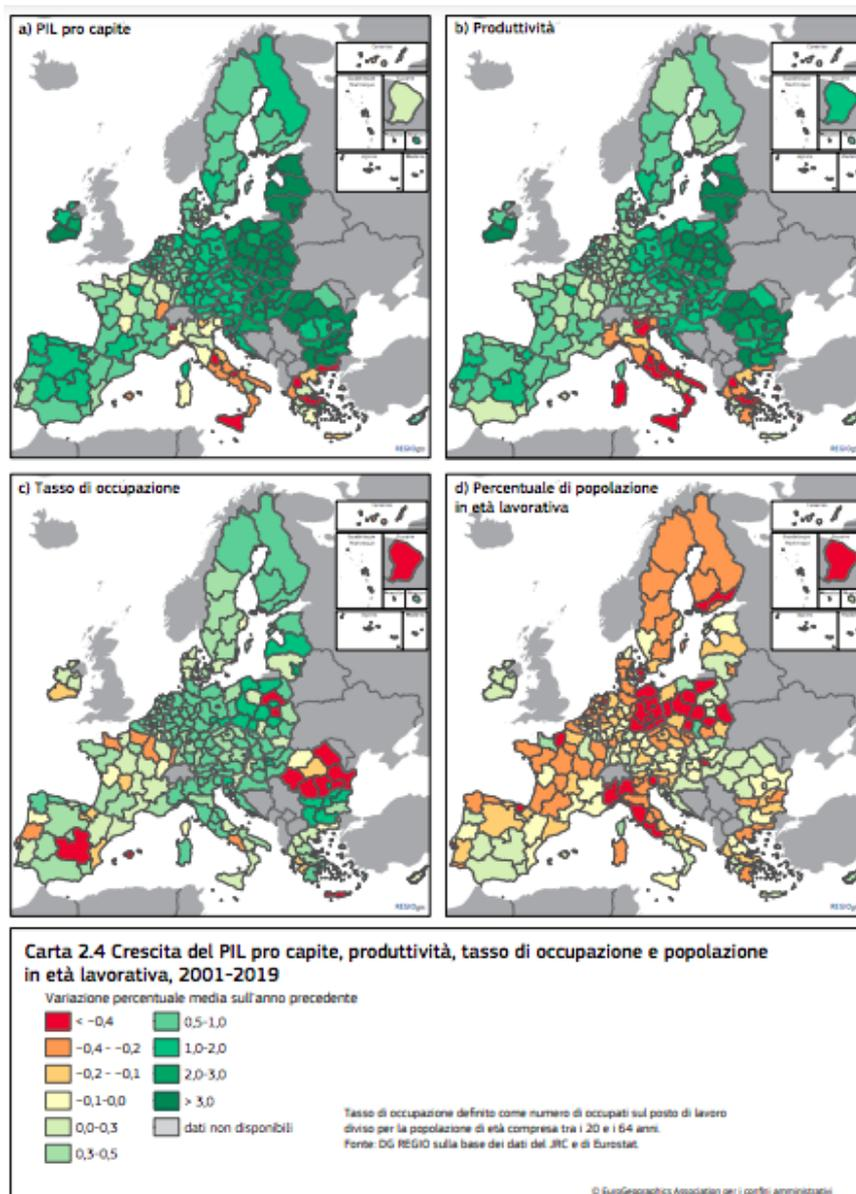 a) PIL pro capite
b) Produttività
REGIOgis
REGIOgis
c) Tasso di occupazione
d) Percentuale di popolazione
in età lavorativa
REGIOgis
REGIOgis
Carta 2.4 Crescita del PIL pro capite, produttività, tasso di occupazione e popolazione
in età lavorativa, 2001-2019
Variazione percentuale media sull'anno precedente
< -0,4
-0,4 - -0,2
-0,2 - -0,1
-0,1-0,0
0,0-0,3
0,3-0,5
0,5-1,0
1,0-2,0
2,0-3,0
> 3,0
dati non disponibili
Tasso di occupazione definito come numero di occupati sul posto di lavoro
diviso per la popolazione di età compresa tra i 20 e i 64 anni.
Fonte: DG REGIO sulla base dei dati del JRC e di Eurostat.
© EuroGeographics Association per i confini amministrativi